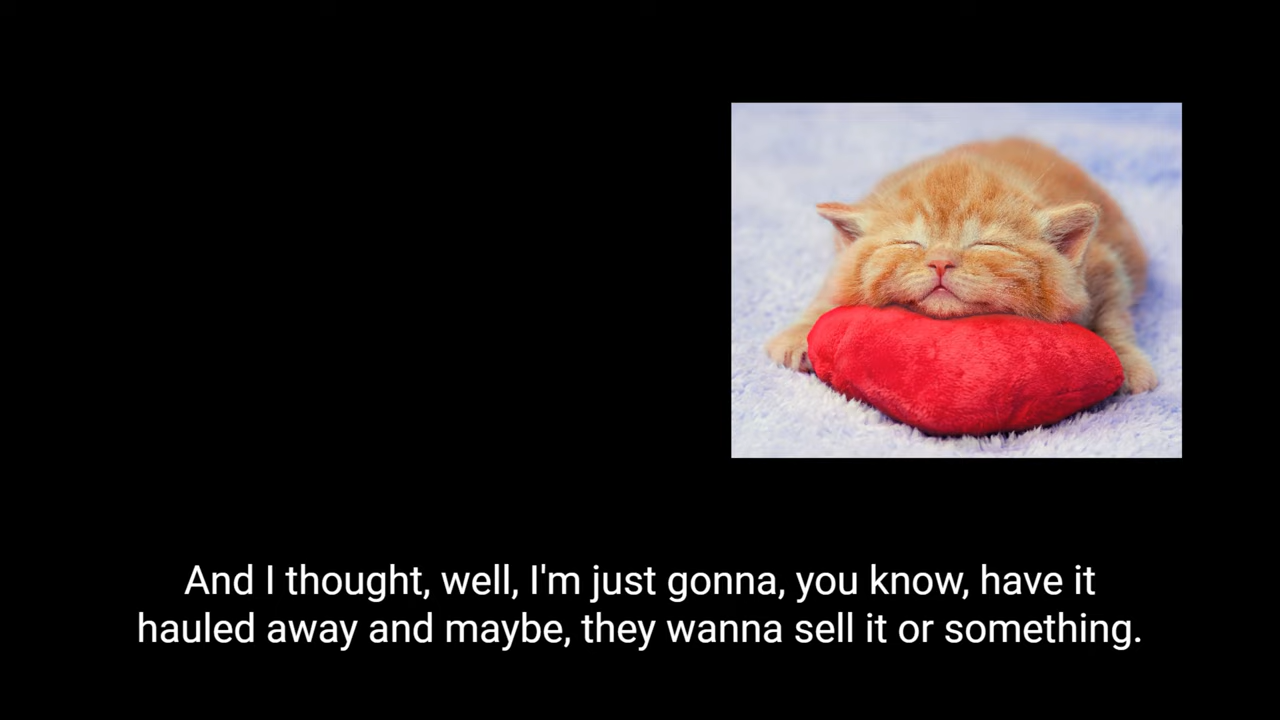 And I thought, well, I'm just gonna, you know, have it
hauled away and maybe, they wanna sell it or something.